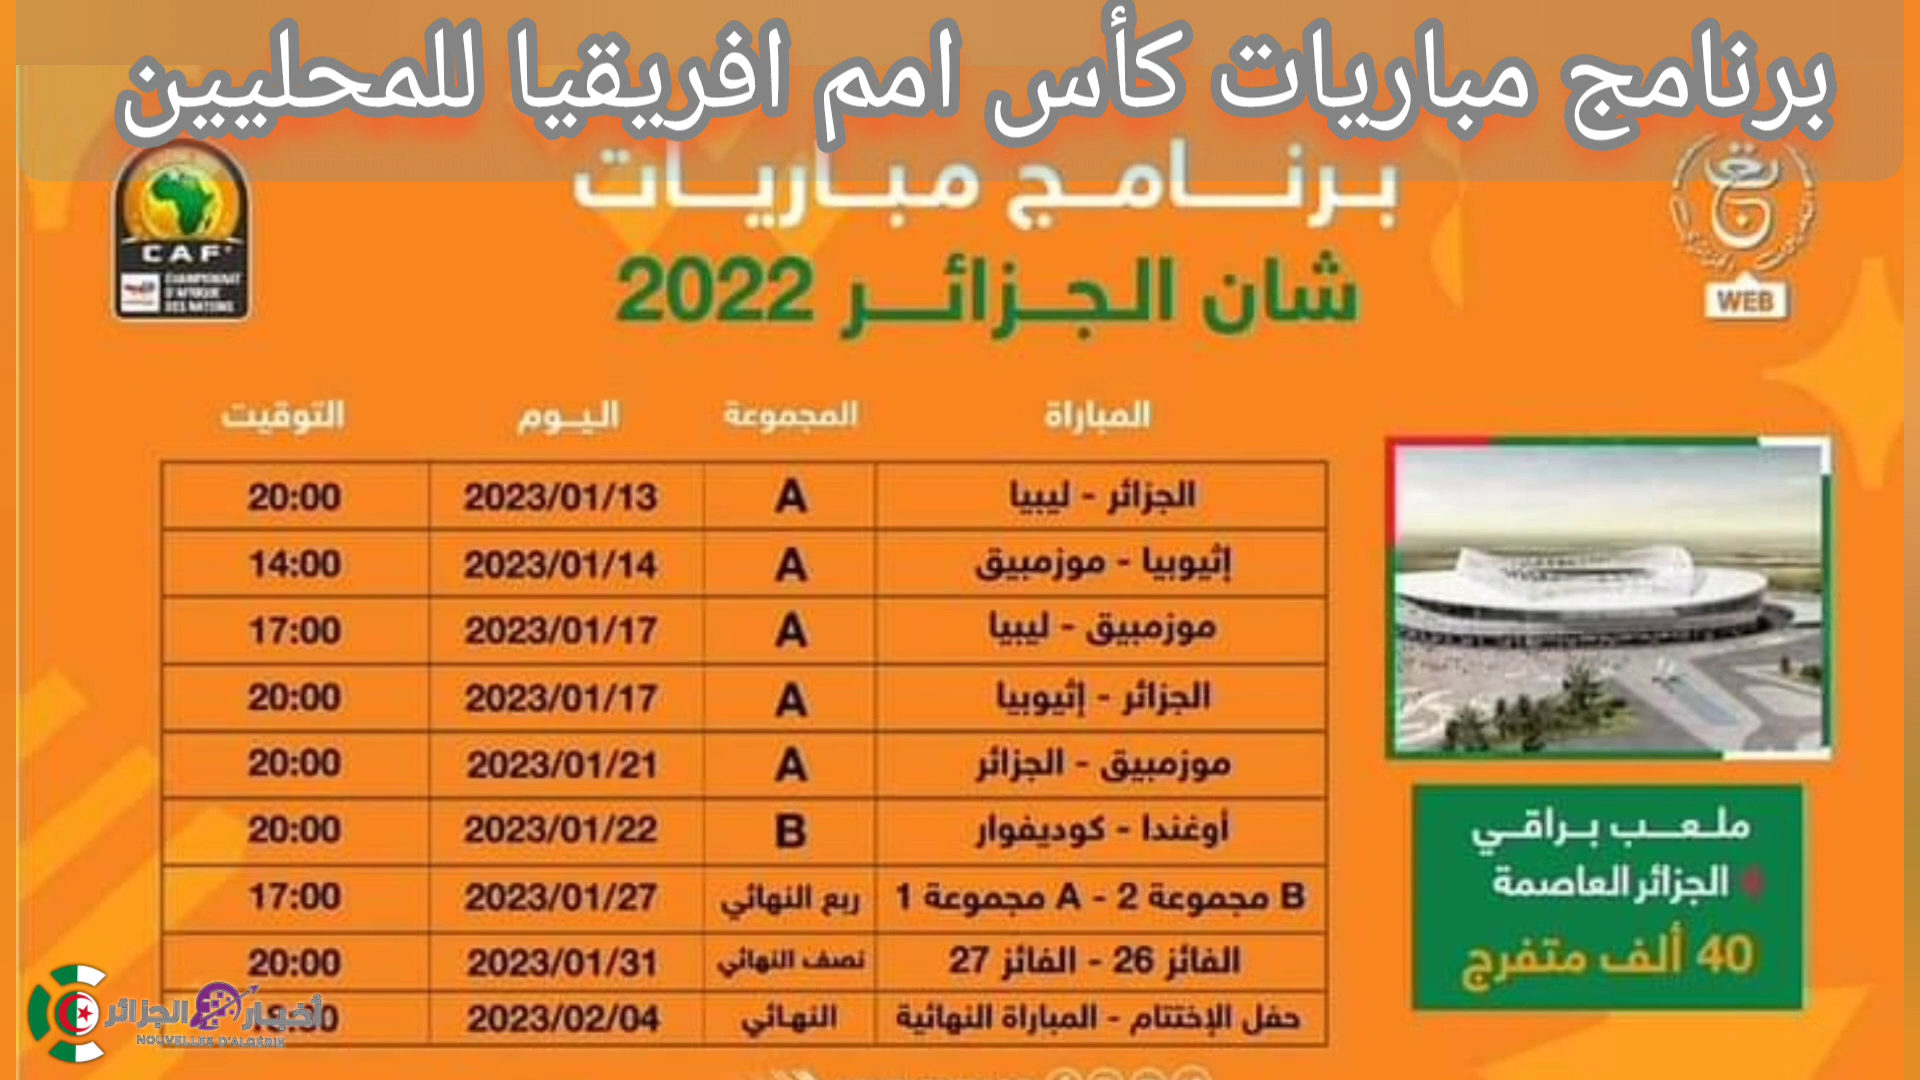 برنامج مباريات كأس امم افريقيا للمحليين
برنامج مباريات
شان الجزائر 2022
CAF
CHAMPIONNAT
D'AFRIQUE
DES NATIONS
WEB
المباراة المجموعة اليوم التوقيت
الجزائر - ليبيا A 2023/01/13 20:00
إثيوبيا - موزمبيق A 2023/01/14 14:00
موزمبيق - ليبيا A 2023/01/17 17:00
الجزائر - إثيوبيا A 2023/01/17 20:00
موزمبيق - الجزائر A 2023/01/21 20:00
أوغندا - كوديفوار B 2023/01/22 20:00
B مجموعة 2 - A مجموعة 1 ربع النهائي 2023/01/27 17:00
الفائز 26 - الفائز 27 نصف النهائي 2023/01/31 20:00
حفل الإختتام - المباراة النهائية النهائي 2023/02/04
ملعب براقي
الجزائر العاصمة
40 ألف متفرج
أخبار الجزائر
NOUVELLES D'ALGÉRIE